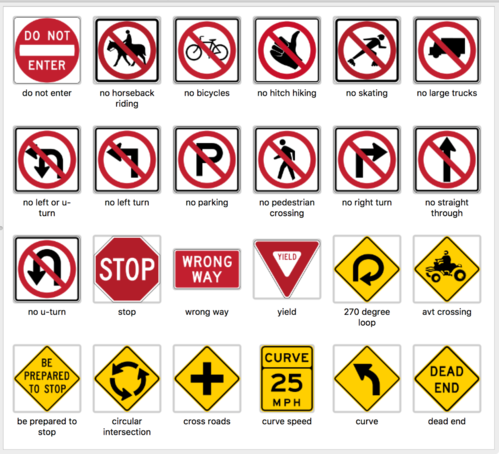 DO NOT
ENTER
do not enter
no horseback
riding
no bicycles
no hitch hiking
no skating
no large trucks
P
no left or u-
turn
no left turn
no parking
no pedestrian
crossing
no right turn
no straight
through
STOP
WRONG
WAY
YIELD
no u-turn
stop
wrong way
yield
270 degree
loop
avt crossing
BE
PREPARED
TO STOP
CURVE
25
MPH
DEAD
END
be prepared to
stop
circular
intersection
cross roads
curve speed
curve
dead end